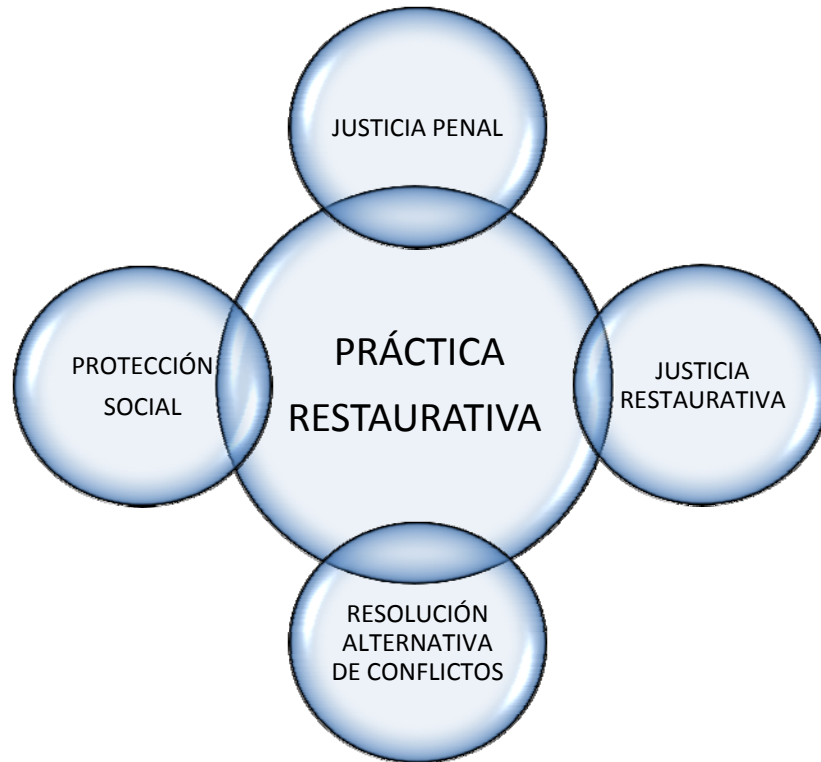 JUSTICIA PENAL
PROTECCIÓN
SOCIAL
PRÁCTICA
RESTAURATIVA
JUSTICIA
RESTAURATIVA
RESOLUCIÓN
ALTERNATIVA
DE CONFLICTOS